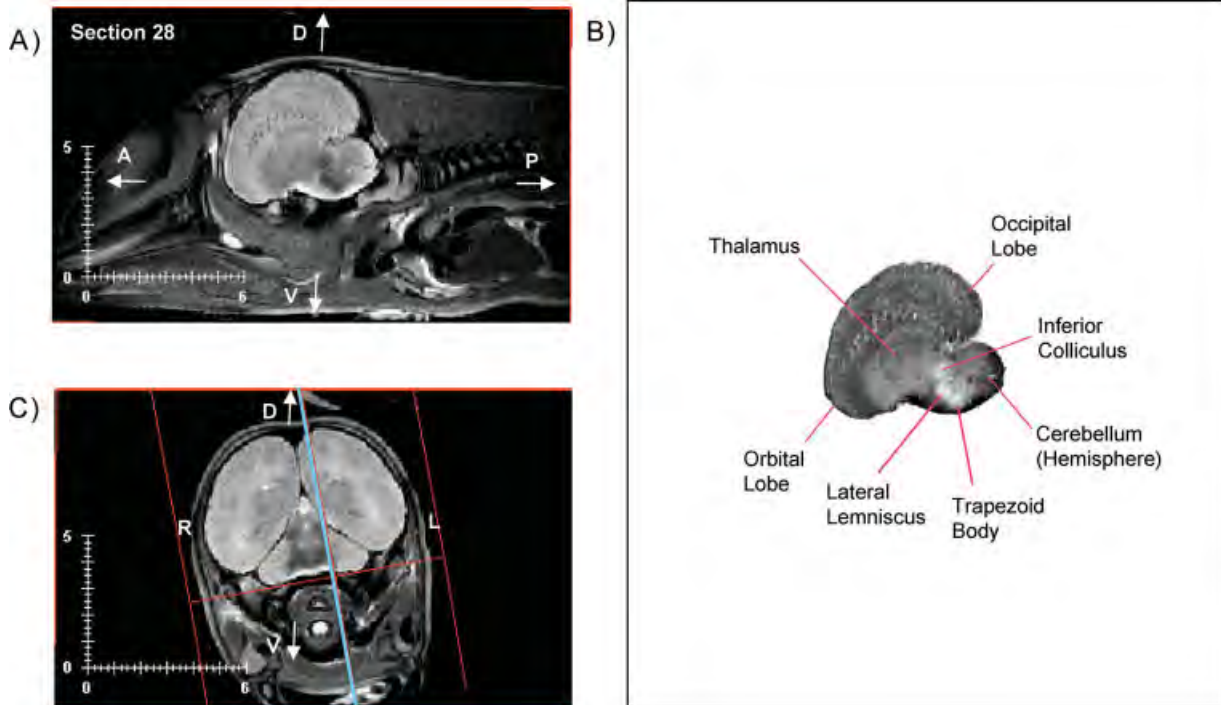 A)
Section 28
D
A
P
V
5
0
0
6
B)
Thalamus
Occipital
Lobe
Inferior
Colliculus
Cerebellum
(Hemisphere)
Orbital
Lobe
Lateral
Lemniscus
Trapezoid
Body
C)
D
R
L
V
5
0
0
6